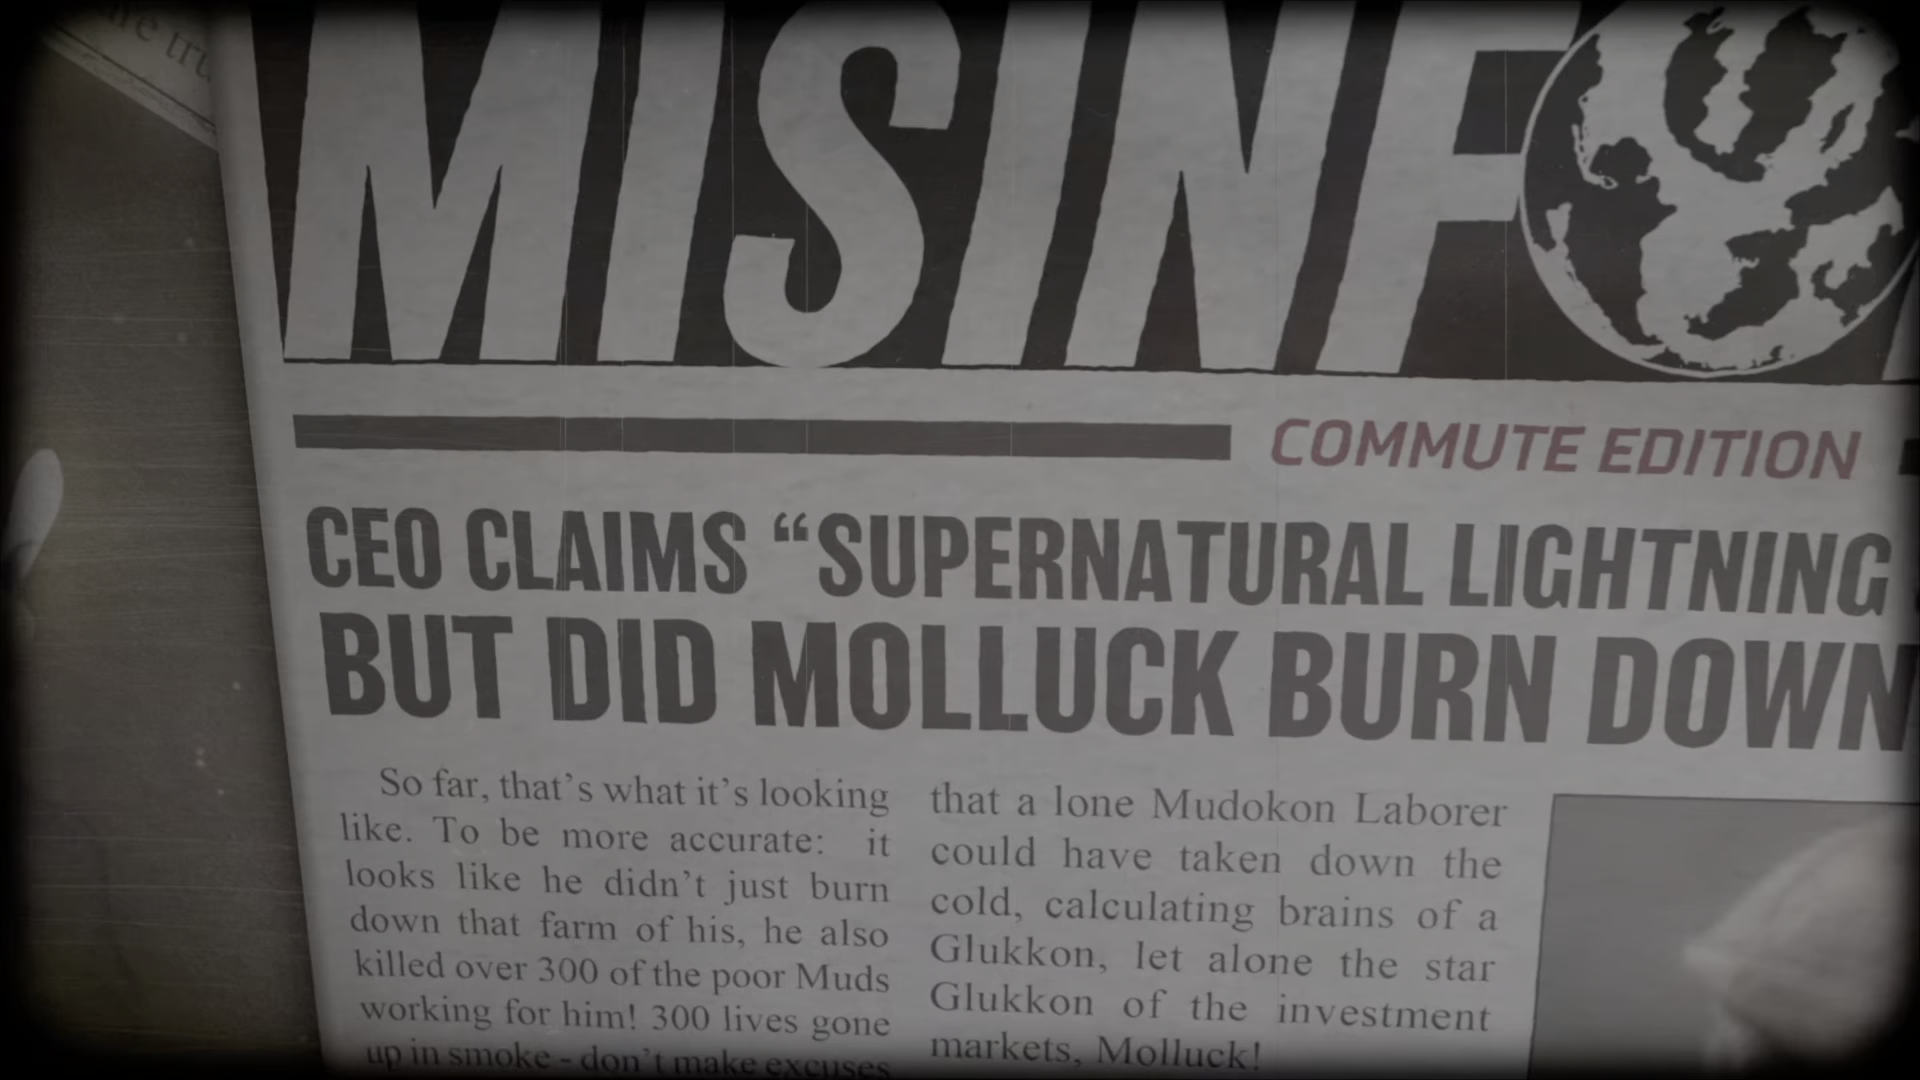 are tru
MISINFO
COMMUTE EDITION
CEO CLAIMS “SUPERNATURAL LIGHTNING
BUT DID MOLLUCK BURN DOWN
So far, that’s what it’s looking
like. To be more accurate: it
looks like he didn’t just burn
down that farm of his, he also
killed over 300 of the poor Muds
working for him! 300 lives gone
up in smoke - don’t make excuses
that a lone Mudokon Laborer
could have taken down the
cold, calculating brains of a
Glukkon, let alone the star
Glukkon of the investment
markets, Molluck!